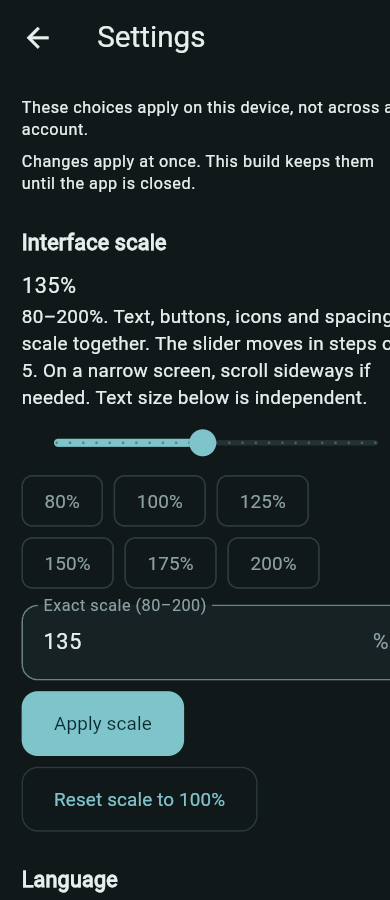 Settings
These choices apply on this device, not across a
account.
Changes apply at once. This build keeps them
until the app is closed.
Interface scale
135%
80–200%. Text, buttons, icons and spacing
scale together. The slider moves in steps o
5. On a narrow screen, scroll sideways if
needed. Text size below is independent.
80% 100% 125%
150% 175% 200%
Exact scale (80–200)
135 %
Apply scale
Reset scale to 100%
Language